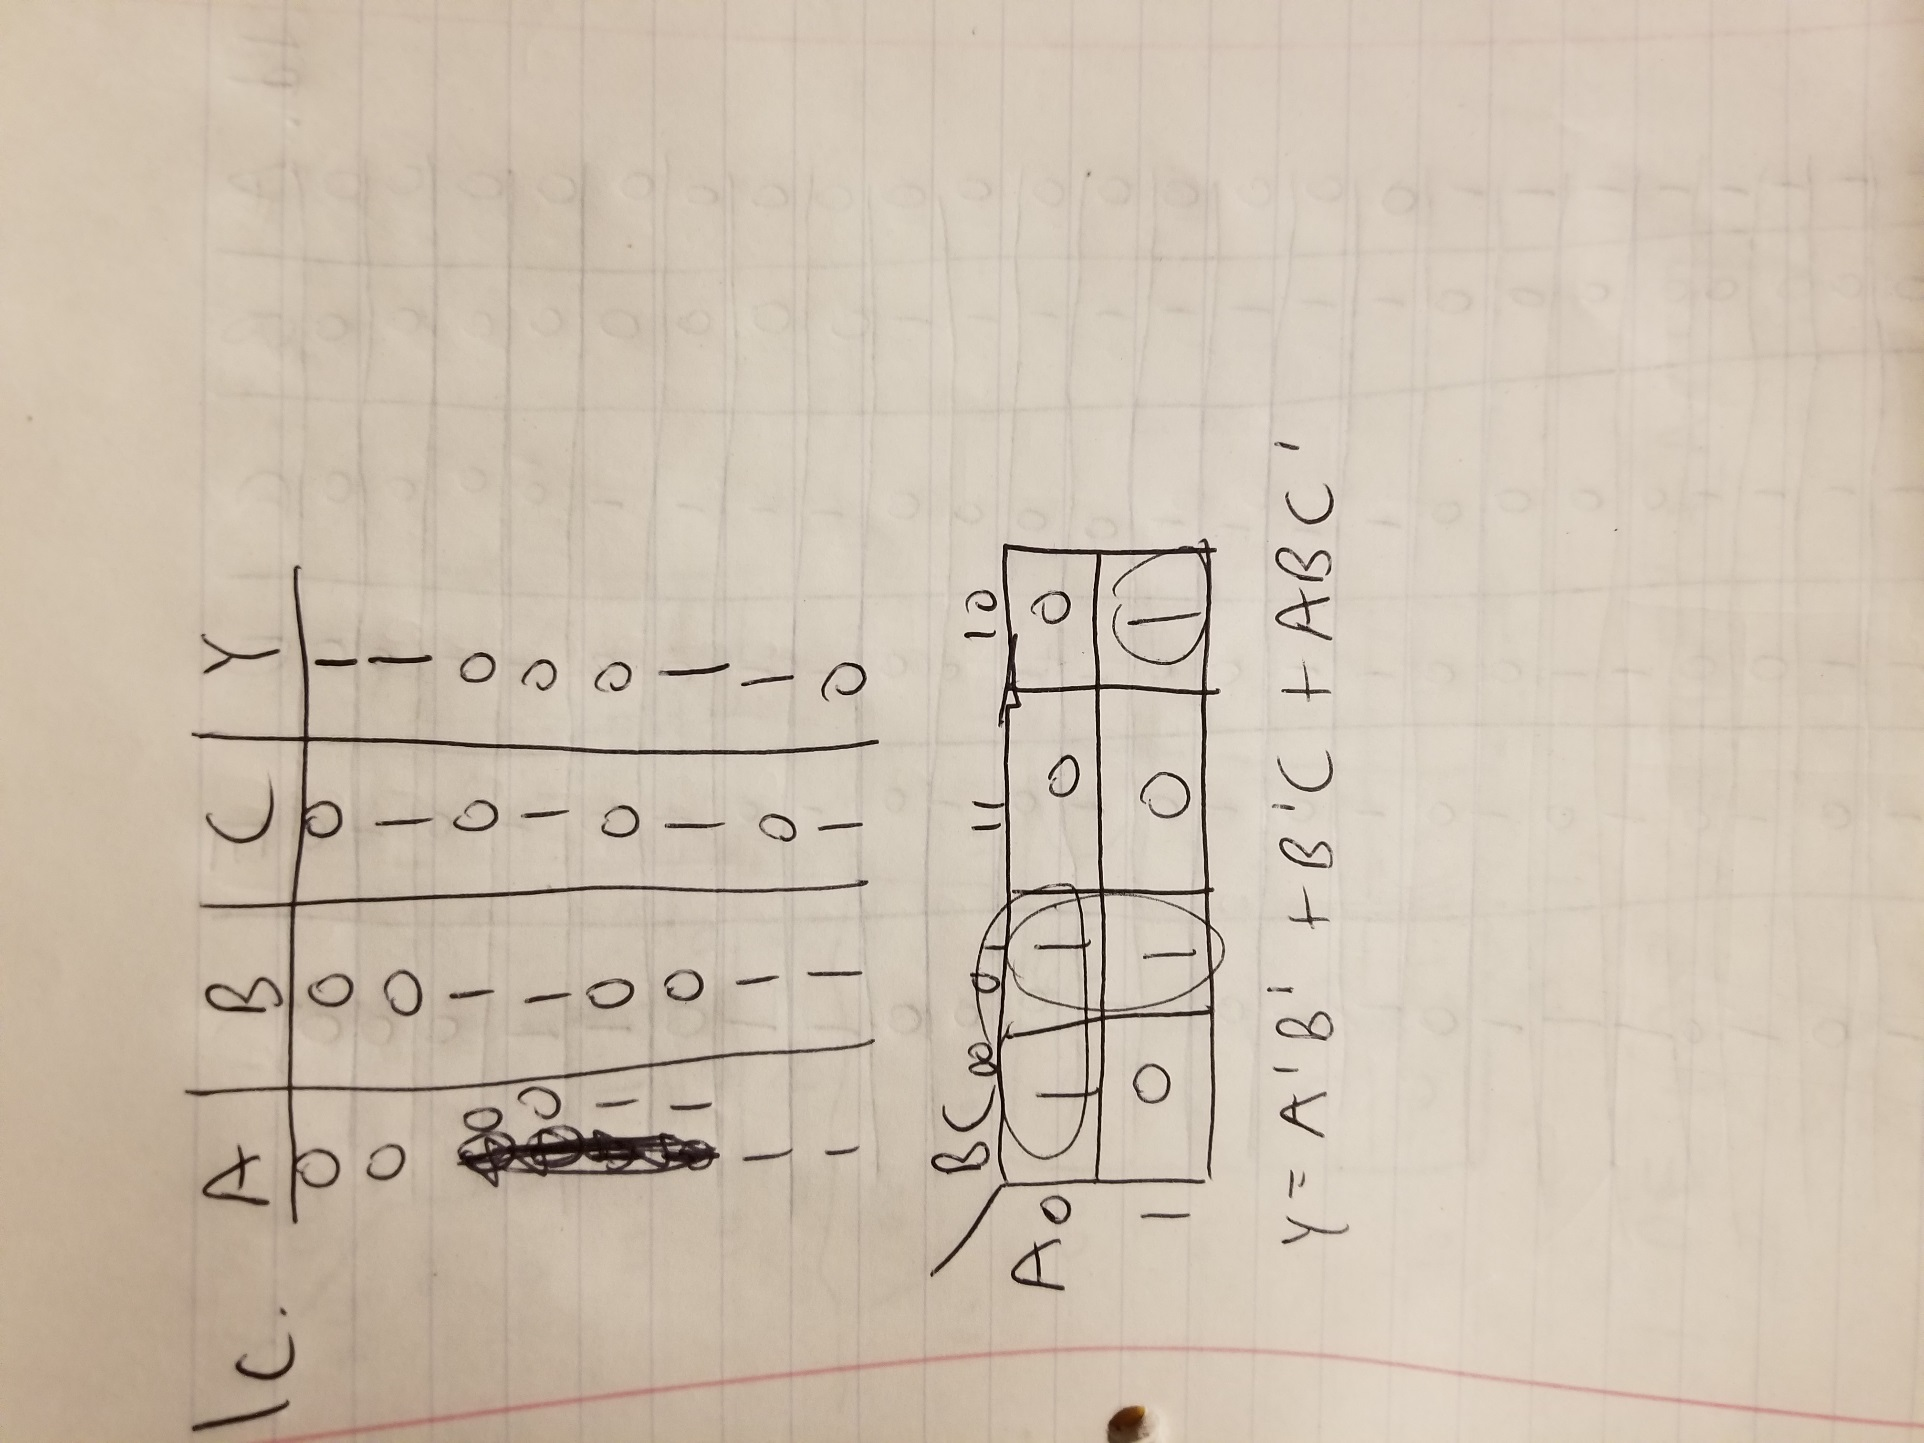 1c.
A B C Y
0 0 0 1
0 0 1 1
0 1 0 0
0 1 1 0
1 0 0 0
1 0 1 1
1 1 0 1
1 1 1 0
BC 00 01 11 10
A 0 1 1 0 0
1 0 1 0 1
Y = A'B' + B'C + ABC'